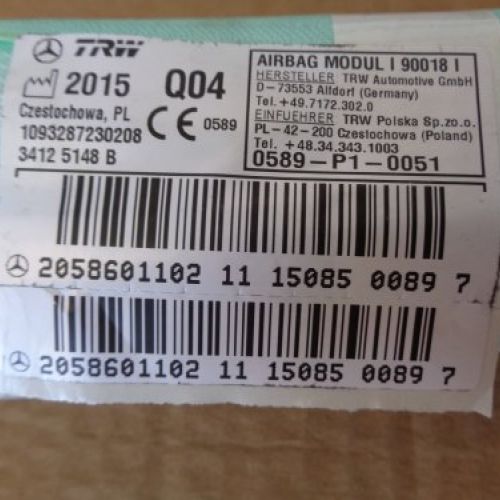 TRW
2015 Q04
Czestochowa, PL
1093287230208
3412 5148 B
CE 0589
AIRBAG MODUL I 90018 I
HERSTELLER TRW Automotive GmbH
D-73553 Alfdorf (Germany)
Tel.+49.7172.302.0
EINFUEHRER TRW Polska Sp.zo.o.
PL-42-200 Czestochowa (Poland)
Tel. +48.34.343.1003
0589-P1-0051
2058601102 11 15085 0089 7
2058601102 11 15085 0089 7